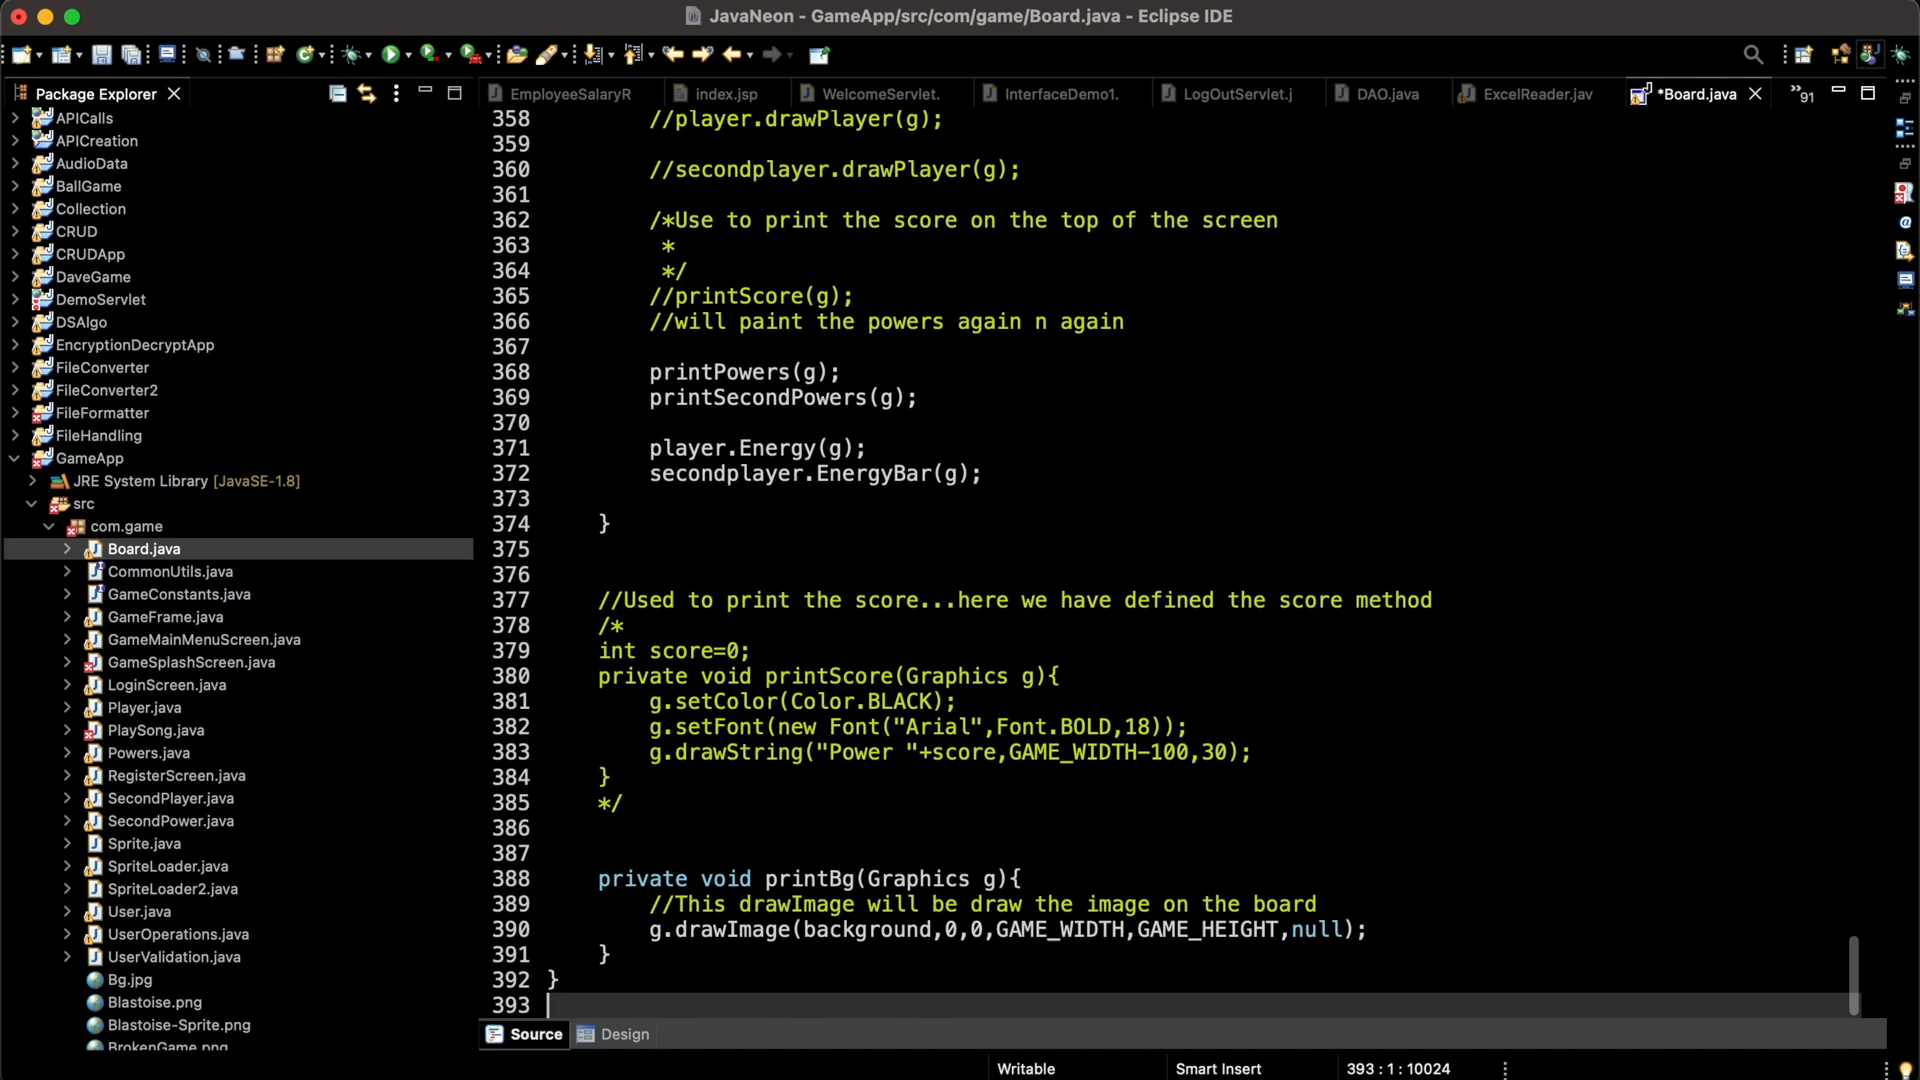 JavaNeon - GameApp/src/com/game/Board.java - Eclipse IDE
Package Explorer
EmployeeSalaryR
index.jsp
WelcomeServlet.
InterfaceDemo1.
LogOutServlet.j
DAO.java
ExcelReader.jav
*Board.java
»91
APICalls
APICreation
AudioData
BallGame
Collection
CRUD
CRUDApp
DaveGame
DemoServlet
DSAlgo
EncryptionDecryptApp
FileConverter
FileConverter2
FileFormatter
FileHandling
GameApp
JRE System Library [JavaSE-1.8]
src
com.game
Board.java
CommonUtils.java
GameConstants.java
GameFrame.java
GameMainMenuScreen.java
GameSplashScreen.java
LoginScreen.java
Player.java
PlaySong.java
Powers.java
RegisterScreen.java
SecondPlayer.java
SecondPower.java
Sprite.java
SpriteLoader.java
SpriteLoader2.java
User.java
UserOperations.java
UserValidation.java
Bg.jpg
Blastoise.png
Blastoise-Sprite.png
BrokenGame.png
358 //player.drawPlayer(g);
359
360 //secondplayer.drawPlayer(g);
361
362 /*Use to print the score on the top of the screen
363 *
364 */
365 //printScore(g);
366 //will paint the powers again n again
367
368 printPowers(g);
369 printSecondPowers(g);
370
371 player.Energy(g);
372 secondplayer.EnergyBar(g);
373
374 }
375
376
377 //Used to print the score...here we have defined the score method
378 /*
379 int score=0;
380 private void printScore(Graphics g){
381 g.setColor(Color.BLACK);
382 g.setFont(new Font("Arial",Font.BOLD,18));
383 g.drawString("Power "+score,GAME_WIDTH-100,30);
384 }
385 */
386
387
388 private void printBg(Graphics g){
389 //This drawImage will be draw the image on the board
390 g.drawImage(background,0,0,GAME_WIDTH,GAME_HEIGHT,null);
391 }
392 }
393
Source
Design
Writable
Smart Insert
393 : 1 : 10024